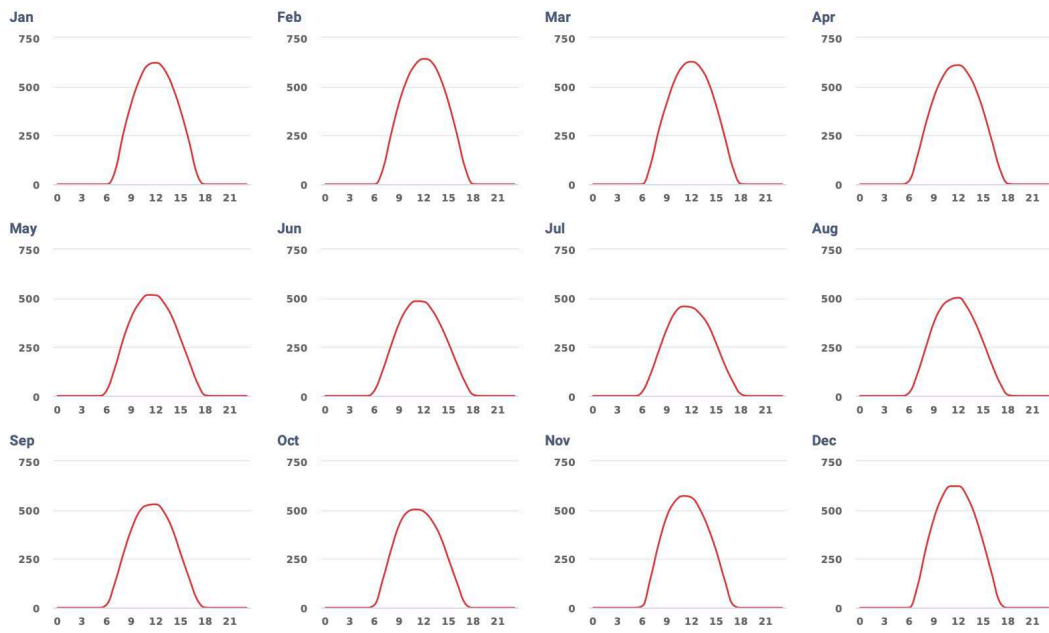 Jan Feb Mar Apr
750 750 750 750
500 500 500 500
250 250 250 250
0 0 0 0
0 3 6 9 12 15 18 21 0 3 6 9 12 15 18 21 0 3 6 9 12 15 18 21 0 3 6 9 12 15 18 21
May Jun Jul Aug
750 750 750 750
500 500 500 500
250 250 250 250
0 0 0 0
0 3 6 9 12 15 18 21 0 3 6 9 12 15 18 21 0 3 6 9 12 15 18 21 0 3 6 9 12 15 18 21
Sep Oct Nov Dec
750 750 750 750
500 500 500 500
250 250 250 250
0 0 0 0
0 3 6 9 12 15 18 21 0 3 6 9 12 15 18 21 0 3 6 9 12 15 18 21 0 3 6 9 12 15 18 21